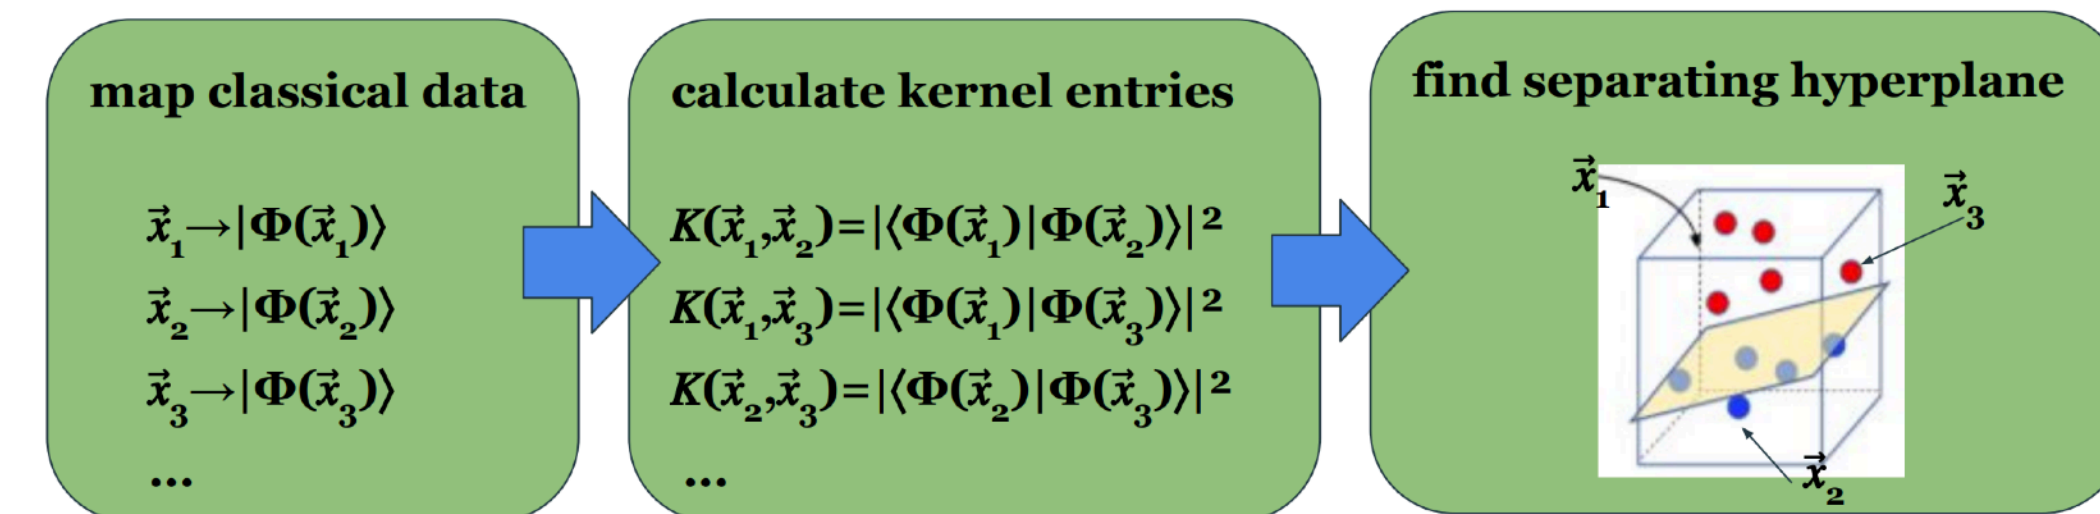 map classical data
x⃗₁→|Φ(x⃗₁)⟩
x⃗₂→|Φ(x⃗₂)⟩
x⃗₃→|Φ(x⃗₃)⟩
...
calculate kernel entries
K(x⃗₁,x⃗₂)=|⟨Φ(x⃗₁)|Φ(x⃗₂)⟩|²
K(x⃗₁,x⃗₃)=|⟨Φ(x⃗₁)|Φ(x⃗₃)⟩|²
K(x⃗₂,x⃗₃)=|⟨Φ(x⃗₂)|Φ(x⃗₃)⟩|²
...
find separating hyperplane
x⃗₁
x⃗₃
x⃗₂